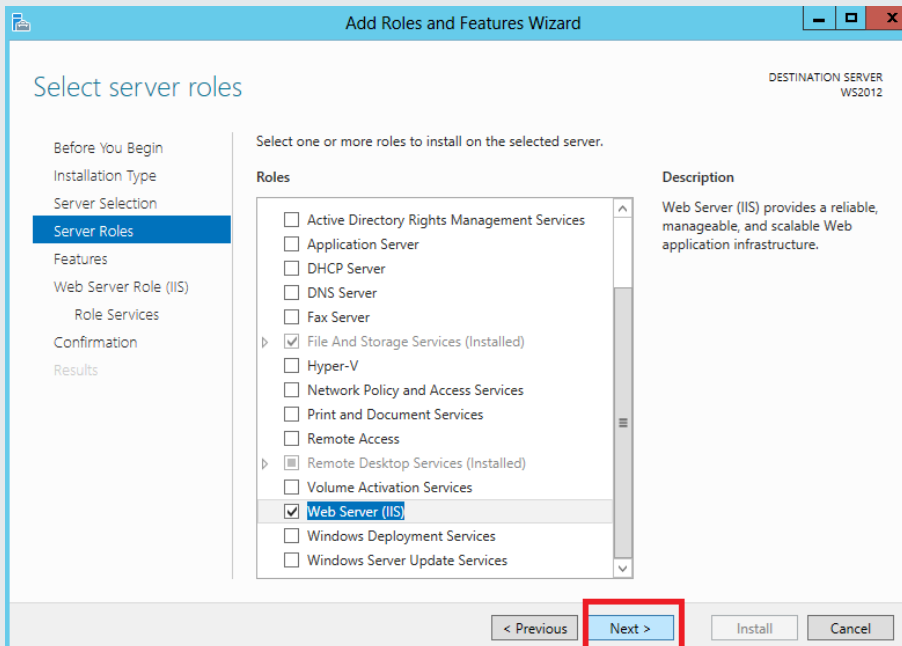 Add Roles and Features Wizard
x
Select server roles
DESTINATION SERVER
WS2012
Before You Begin
Installation Type
Server Selection
Server Roles
Features
Web Server Role (IIS)
Role Services
Confirmation
Results
Select one or more roles to install on the selected server.
Roles
Active Directory Rights Management Services
Application Server
DHCP Server
DNS Server
Fax Server
File And Storage Services (Installed)
Hyper-V
Network Policy and Access Services
Print and Document Services
Remote Access
Remote Desktop Services (Installed)
Volume Activation Services
Web Server (IIS)
Windows Deployment Services
Windows Server Update Services
Description
Web Server (IIS) provides a reliable,
manageable, and scalable Web
application infrastructure.
< Previous
Next >
Install
Cancel